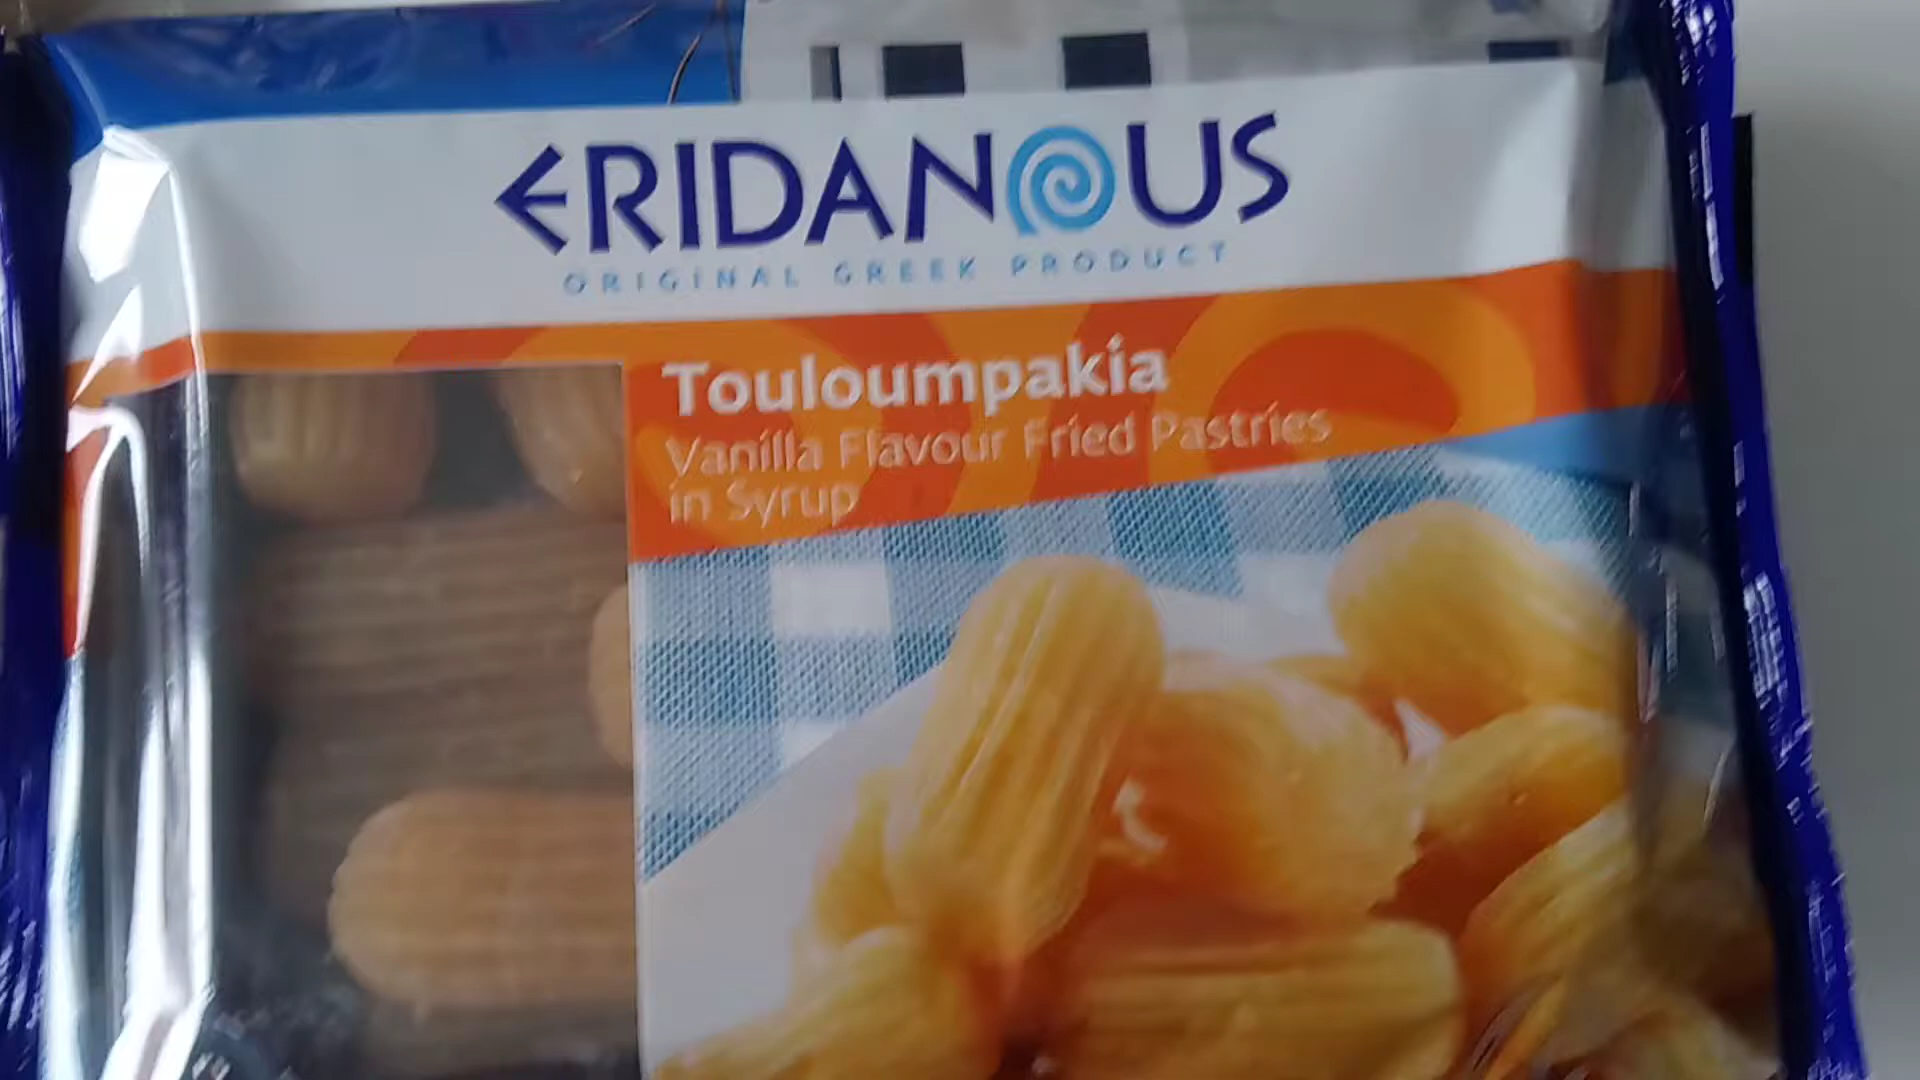 ERIDANOUS
ORIGINAL GREEK PRODUCT
Touloumpakia
Vanilla Flavour Fried Pastries
in Syrup